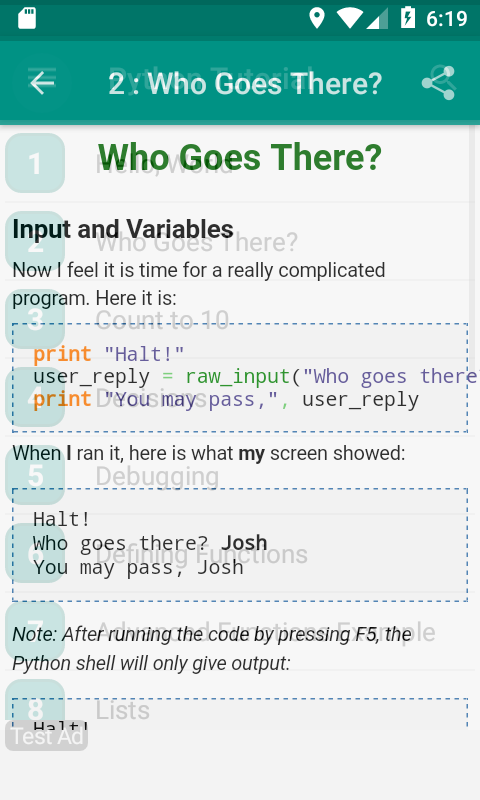 6:19
Python Tutorial
2 : Who Goes There?
1 Hello, World
Who Goes There?
Input and Variables
2 Who Goes There?
Now I feel it is time for a really complicated
program. Here it is:
3 Count to 10
print "Halt!"
user_reply = raw_input("Who goes there
print "You may pass,", user_reply
4 Decisions
When I ran it, here is what my screen showed:
5 Debugging
Halt!
Who goes there? Josh
You may pass, Josh
6 Defining Functions
Note: After running the code by pressing F5, the
Python shell will only give output:
7 Advanced Functions Example
8 Lists
Halt!
Test Ad